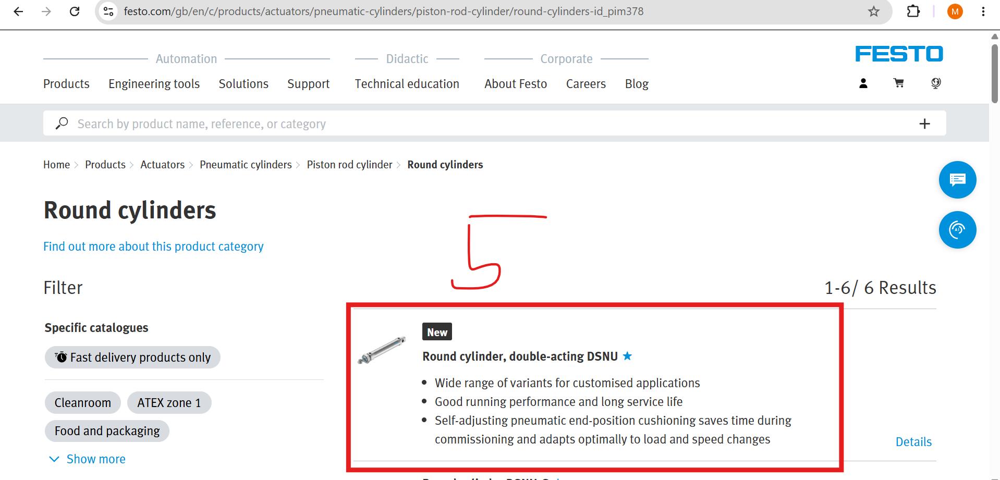 festo.com/gb/en/c/products/actuators/pneumatic-cylinders/piston-rod-cylinder/round-cylinders-id_pim378
M
Automation Didactic Corporate
FESTO
Products Engineering tools Solutions Support Technical education About Festo Careers Blog
Search by product name, reference, or category
Home Products Actuators Pneumatic cylinders Piston rod cylinder Round cylinders
Round cylinders
AI
Find out more about this product category
5
Filter
1-6/ 6 Results
Specific catalogues
Fast delivery products only
Cleanroom ATEX zone 1
Food and packaging
Show more
New
Round cylinder, double-acting DSNU
Wide range of variants for customised applications
Good running performance and long service life
Self-adjusting pneumatic end-position cushioning saves time during
commissioning and adapts optimally to load and speed changes
Details